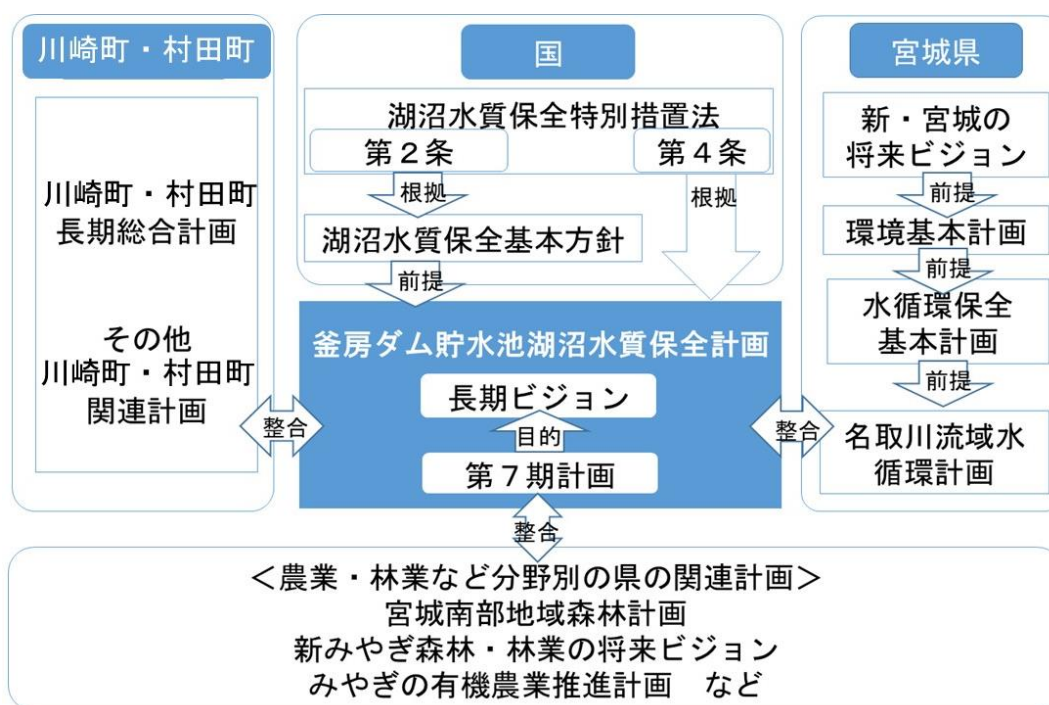 川崎町・村田町
川崎町・村田町
長期総合計画
その他
川崎町・村田町
関連計画
整合
国
湖沼水質保全特別措置法
第２条
第４条
根拠
根拠
湖沼水質保全基本方針
前提
釜房ダム貯水池湖沼水質保全計画
長期ビジョン
目的
第７期計画
整合
宮城県
新・宮城の
将来ビジョン
前提
環境基本計画
前提
水循環保全
基本計画
前提
名取川流域水
循環計画
整合
＜農業・林業など分野別の県の関連計画＞
宮城南部地域森林計画
新みやぎ森林・林業の将来ビジョン
みやぎの有機農業推進計画　など